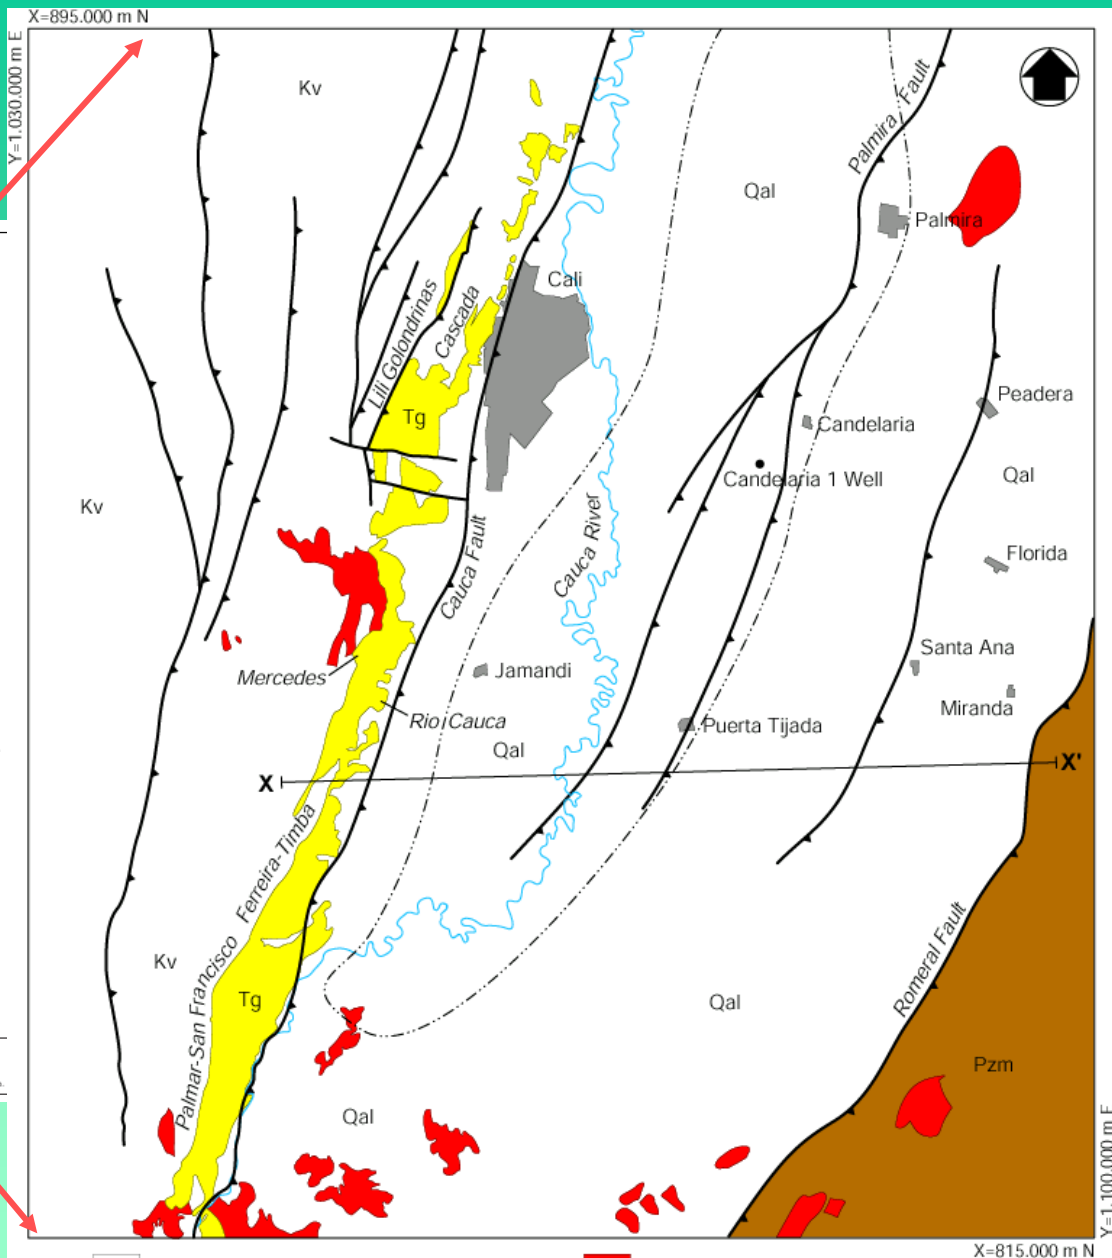 X=895.000 m N
Y=1.030.000 m E
Kv
Palmira Fault
Qal
Palmira
Cali
Lili Golondrinas
Cascada
Peadera
Tg
Candelaria
Candelaria 1 Well
Qal
Kv
Cauca River
Cauca Fault
Florida
Santa Ana
Jamandi
Mercedes
Miranda
Rio Cauca
Puerta Tijada
Qal
X
X'
Ferreira-Timba
Romeral Fault
Kv
Palmar-San Francisco
Tg
Qal
Pzm
Qal
Y=1.100.000 m E
X=815.000 m N